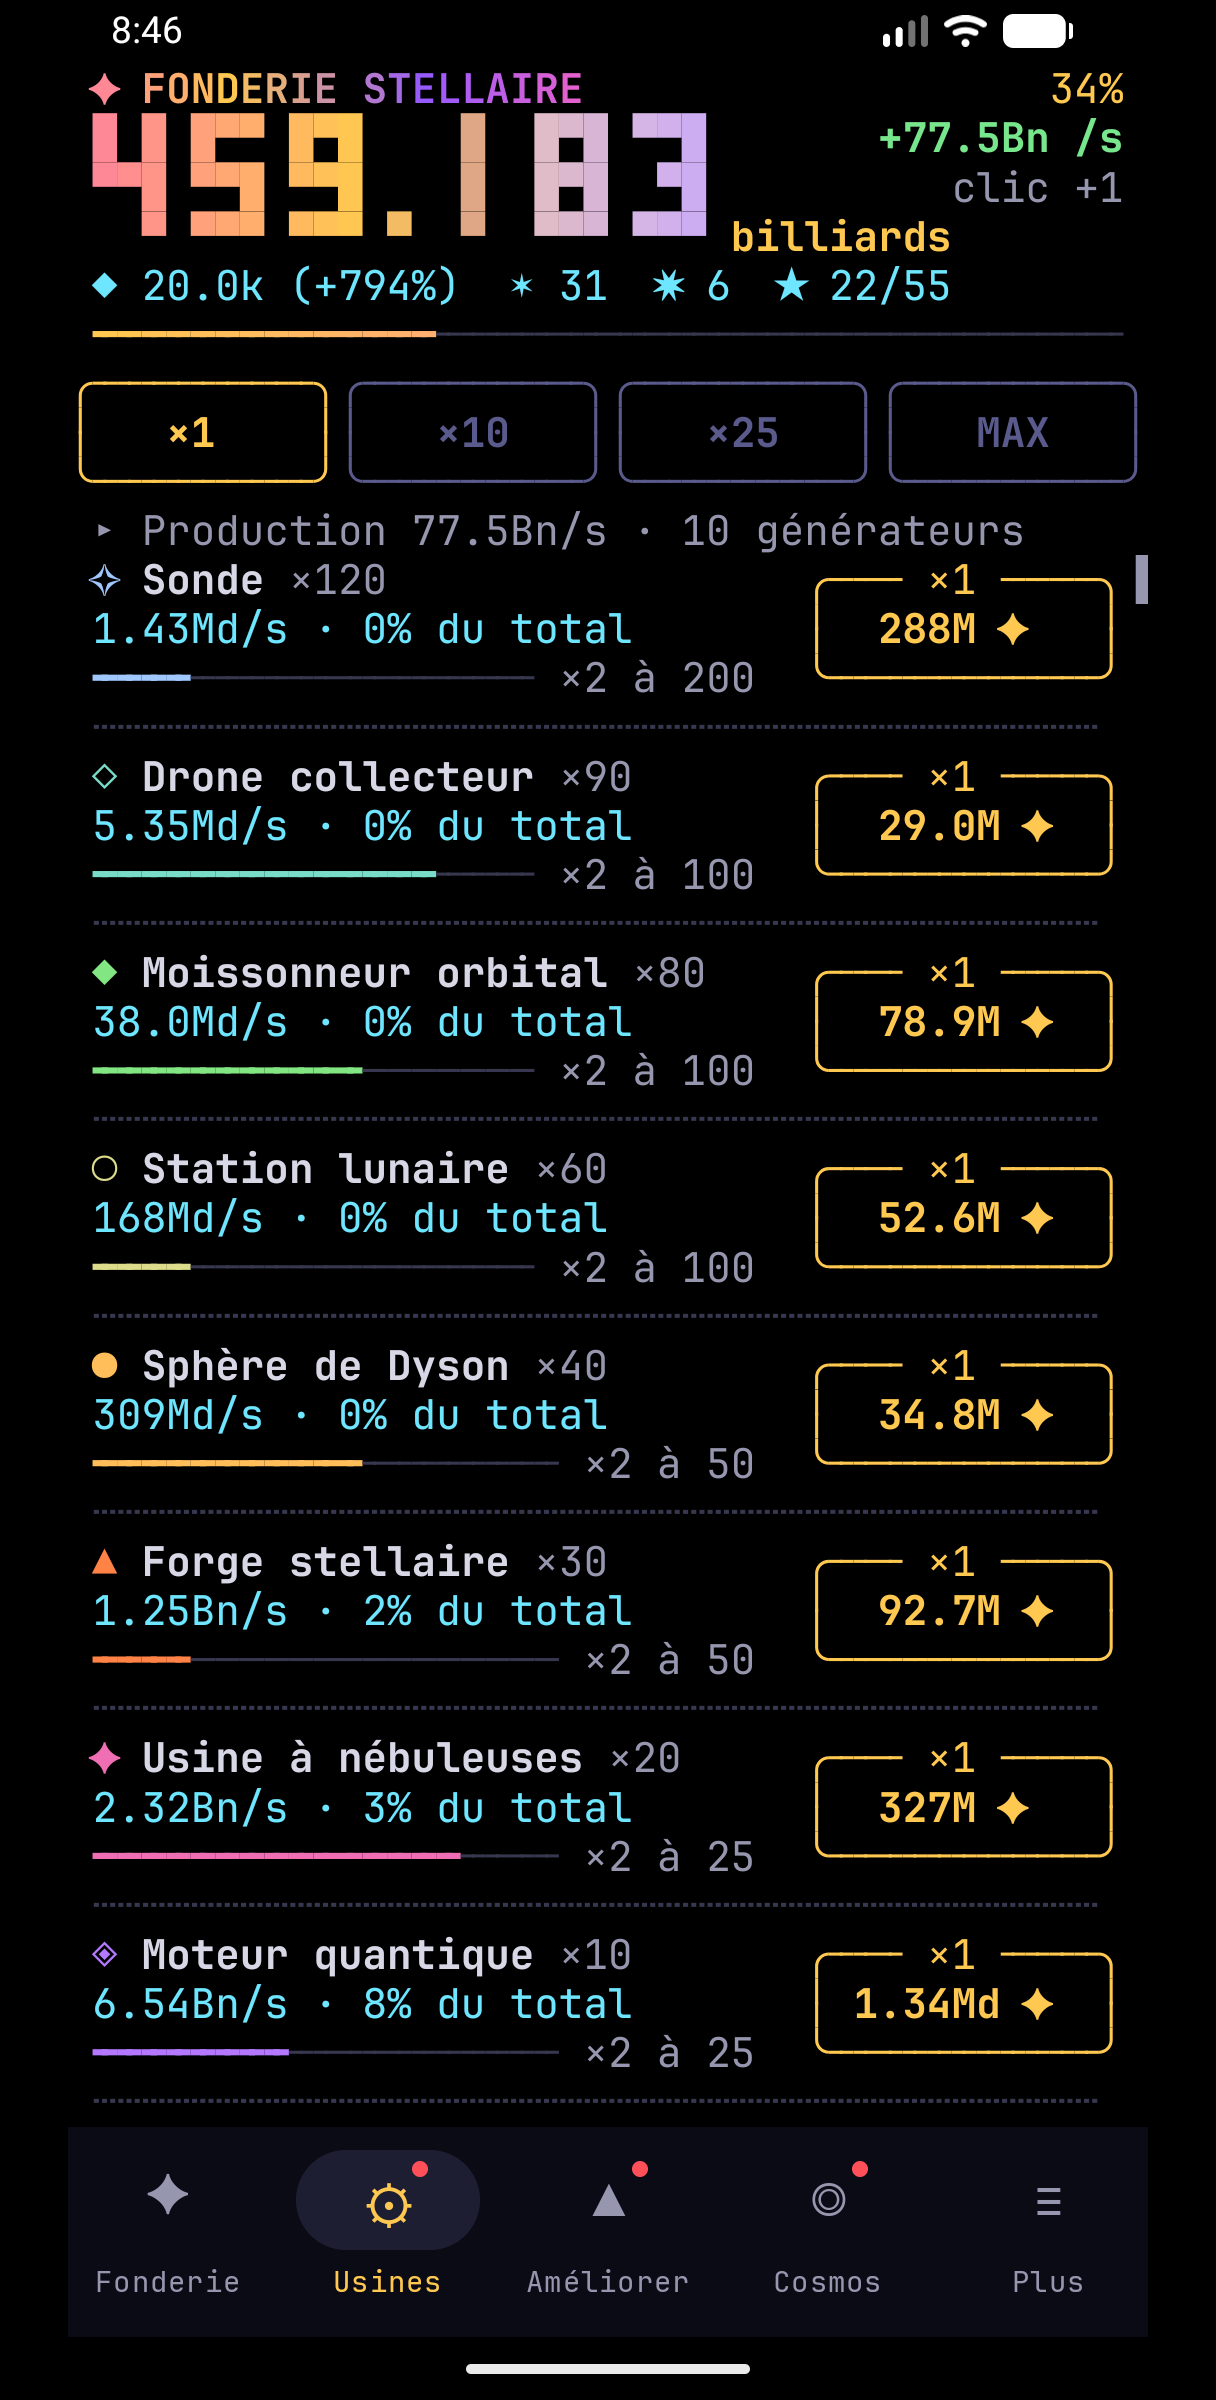 8:46
✦ FONDERIE STELLAIRE 34%
459.183 billiards
+77.5Bn /s
clic +1
◆ 20.0k (+794%) ✶ 31 ✷ 6 ★ 22/55
×1 ×10 ×25 MAX
▸ Production 77.5Bn/s · 10 générateurs
✧ Sonde ×120
1.43Md/s · 0% du total
×2 à 200
×1
288M ✦
◇ Drone collecteur ×90
5.35Md/s · 0% du total
×2 à 100
×1
29.0M ✦
◆ Moissonneur orbital ×80
38.0Md/s · 0% du total
×2 à 100
×1
78.9M ✦
○ Station lunaire ×60
168Md/s · 0% du total
×2 à 100
×1
52.6M ✦
● Sphère de Dyson ×40
309Md/s · 0% du total
×2 à 50
×1
34.8M ✦
▲ Forge stellaire ×30
1.25Bn/s · 2% du total
×2 à 50
×1
92.7M ✦
✦ Usine à nébuleuses ×20
2.32Bn/s · 3% du total
×2 à 25
×1
327M ✦
◈ Moteur quantique ×10
6.54Bn/s · 8% du total
×2 à 25
×1
1.34Md ✦
Fonderie Usines Améliorer Cosmos Plus